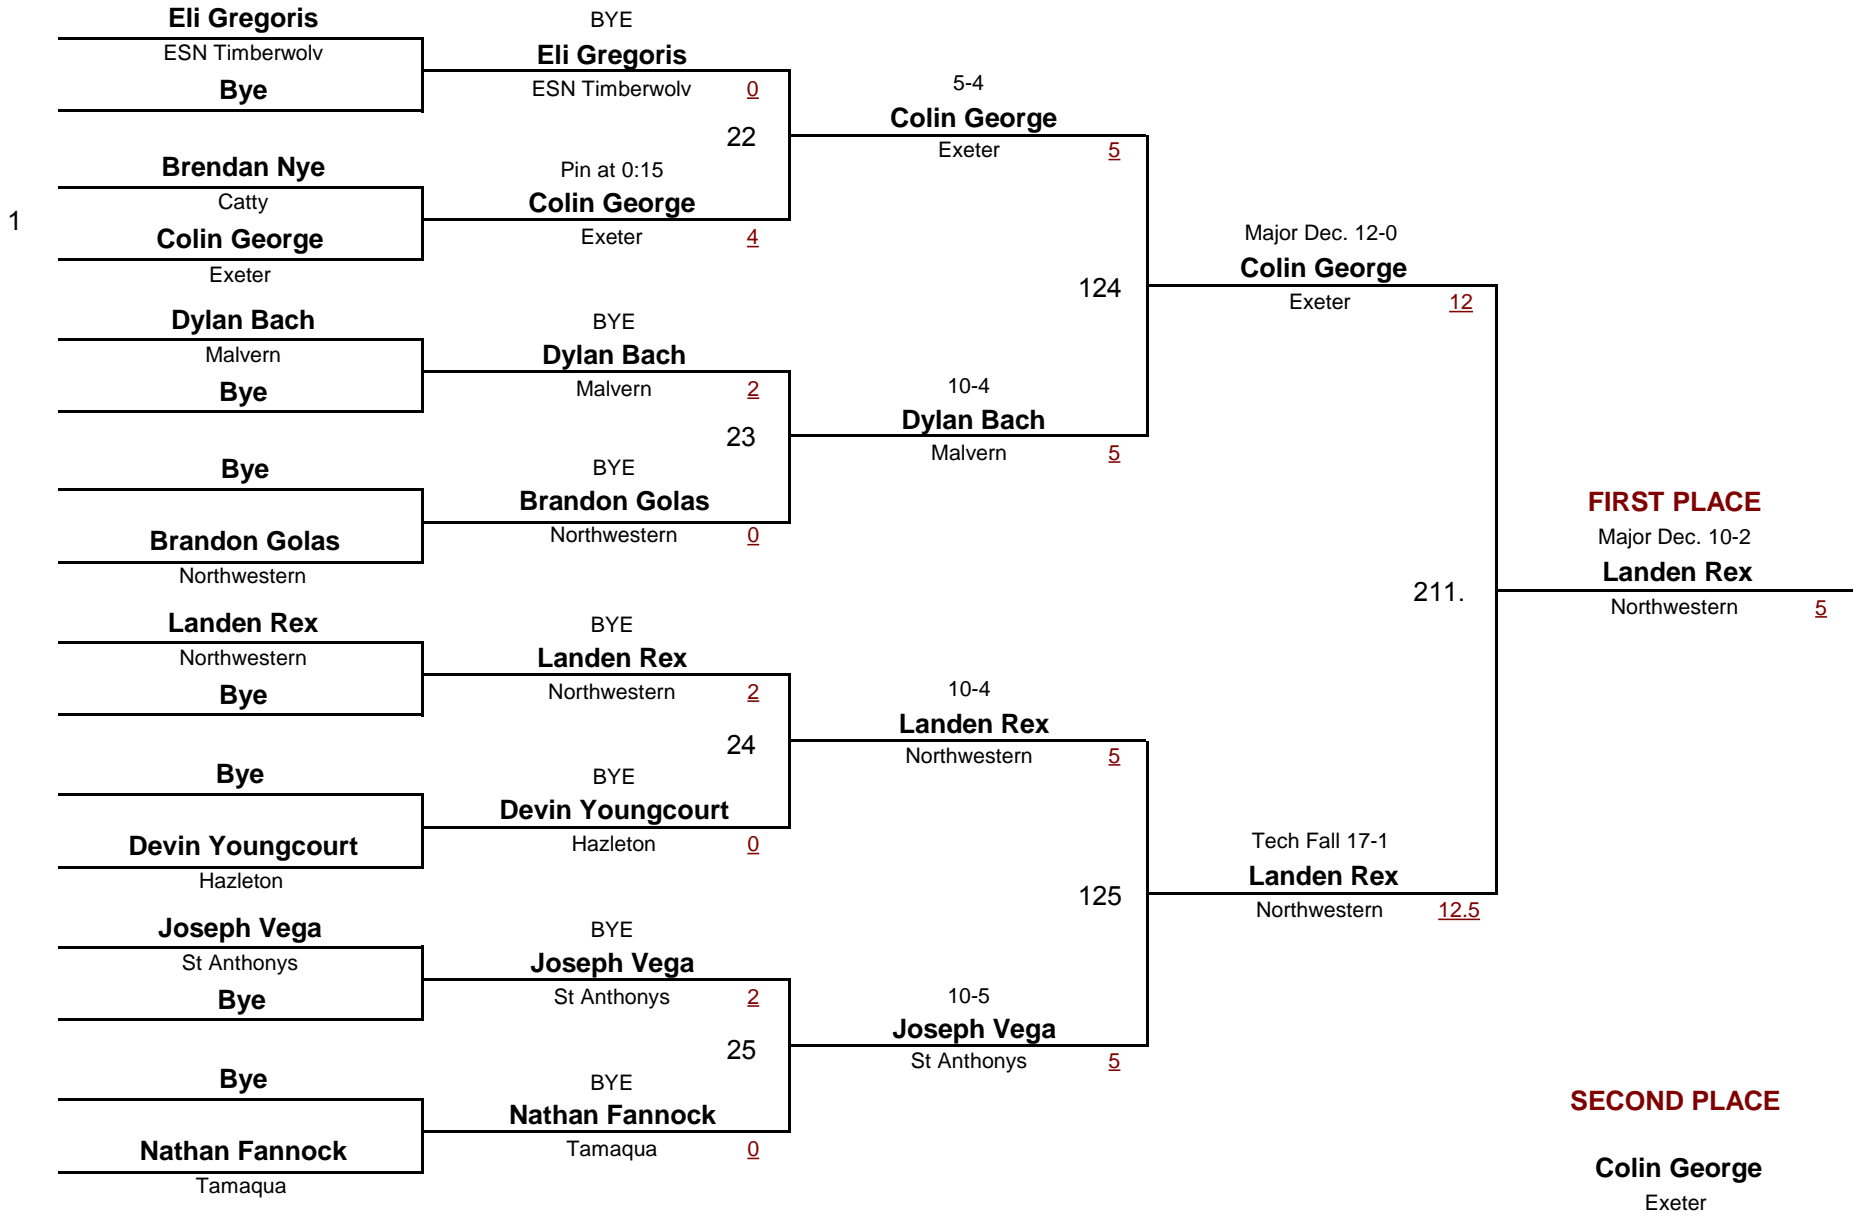 Eli Gregoris
ESN Timberwolv
Bye
Brendan Nye
Catty
1
Colin George
Exeter
Dylan Bach
Malvern
Bye
Bye
Brandon Golas
Northwestern
Landen Rex
Northwestern
Bye
Bye
Devin Youngcourt
Hazleton
Joseph Vega
St Anthonys
Bye
Bye
Nathan Fannock
Tamaqua
BYE
Eli Gregoris
ESN Timberwolv 0
22
Pin at 0:15
Colin George
Exeter 4
BYE
Dylan Bach
Malvern 2
23
BYE
Brandon Golas
Northwestern 0
BYE
Landen Rex
Northwestern 2
24
BYE
Devin Youngcourt
Hazleton 0
BYE
Joseph Vega
St Anthonys 2
25
BYE
Nathan Fannock
Tamaqua 0
5-4
Colin George
Exeter 5
124
10-4
Dylan Bach
Malvern 5
10-4
Landen Rex
Northwestern 5
125
10-5
Joseph Vega
St Anthonys 5
Major Dec. 12-0
Colin George
Exeter 12
211.
Tech Fall 17-1
Landen Rex
Northwestern 12.5
FIRST PLACE
Major Dec. 10-2
Landen Rex
Northwestern 5
SECOND PLACE
Colin George
Exeter